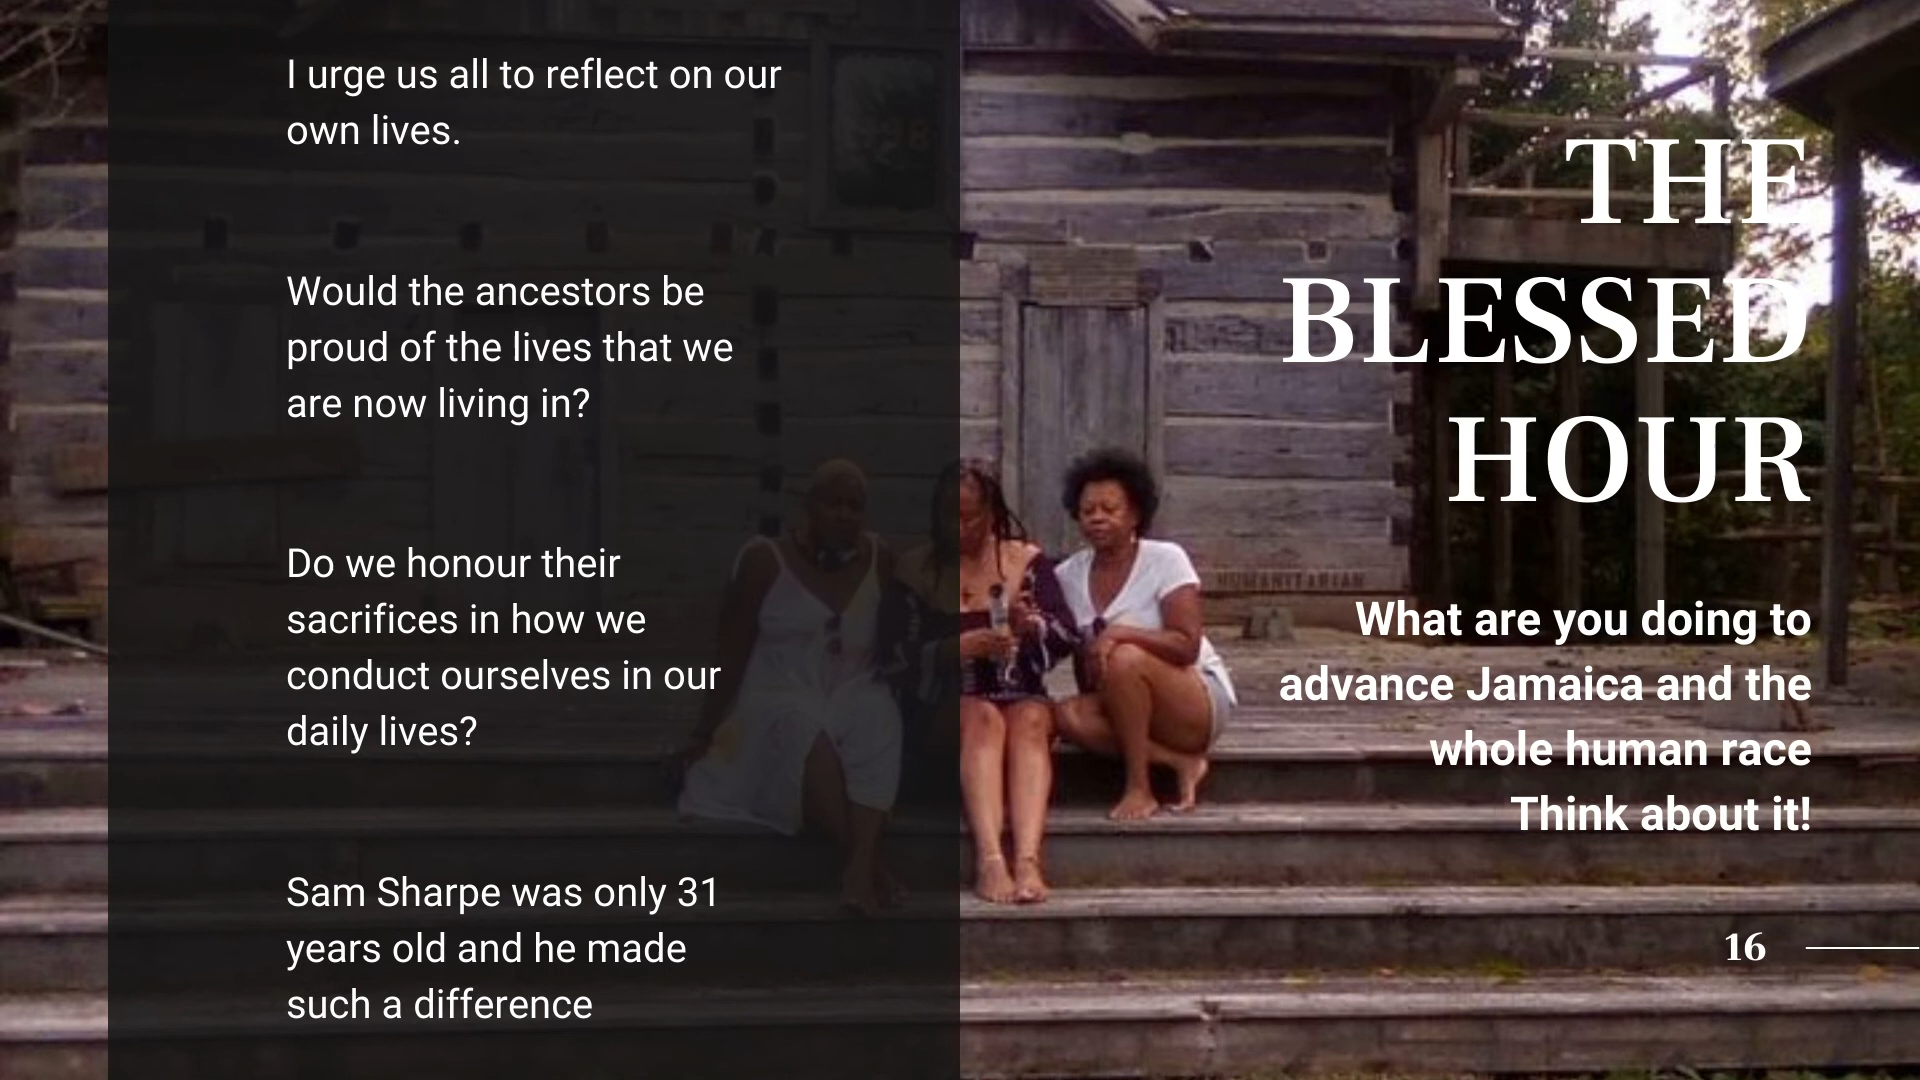 I urge us all to reflect on our
own lives.
Would the ancestors be
proud of the lives that we
are now living in?
Do we honour their
sacrifices in how we
conduct ourselves in our
daily lives?
Sam Sharpe was only 31
years old and he made
such a difference
THE
BLESSED
HOUR
HUMANITARIAN
What are you doing to
advance Jamaica and the
whole human race
Think about it!
16